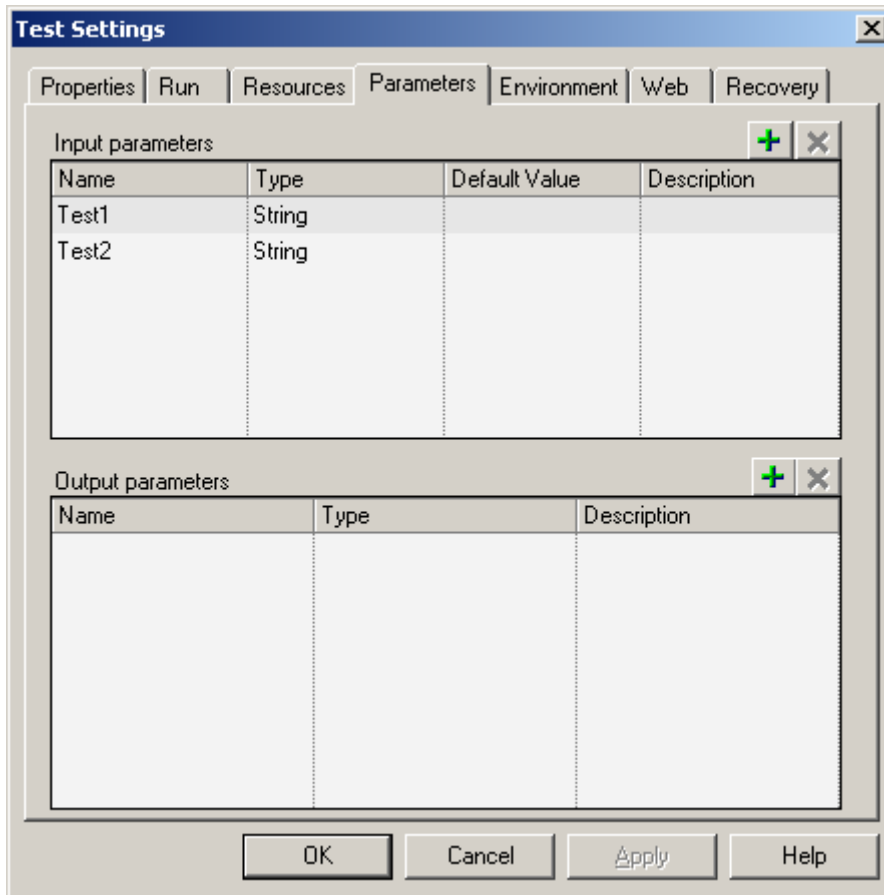 Test Settings
Properties Run Resources Parameters Environment Web Recovery
Input parameters
Name Type Default Value Description
Test1 String
Test2 String
Output parameters
Name Type Description
OK Cancel Apply Help